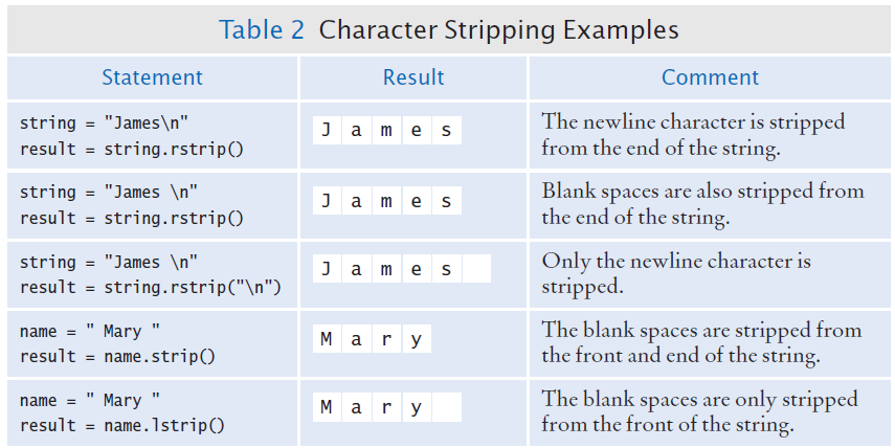 Table 2 Character Stripping Examples
Statement Result Comment
string = "James\n"
result = string.rstrip()
J a m e s
The newline character is stripped
from the end of the string.
string = "James \n"
result = string.rstrip()
J a m e s
Blank spaces are also stripped from
the end of the string.
string = "James \n"
result = string.rstrip("\n")
J a m e s
Only the newline character is
stripped.
name = " Mary "
result = name.strip()
M a r y
The blank spaces are stripped from
the front and end of the string.
name = " Mary "
result = name.lstrip()
M a r y
The blank spaces are only stripped
from the front of the string.